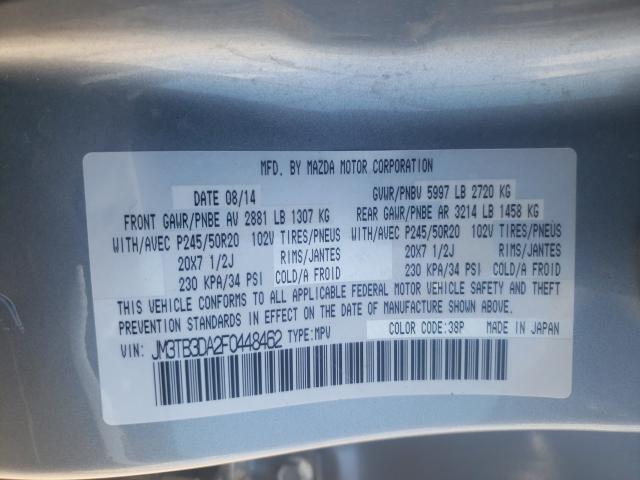 MFD. BY MAZDA MOTOR CORPORATION
DATE 08/14 GVWR/PNBV 5997 LB 2720 KG
FRONT GAWR/PNBE AV 2881 LB 1307 KG REAR GAWR/PNBE AR 3214 LB 1458 KG
WITH/AVEC P245/50R20 102V TIRES/PNEUS WITH/AVEC P245/50R20 102V TIRES/PNEUS
20X7 1/2J RIMS/JANTES 20X7 1/2J RIMS/JANTES
230 KPA/34 PSI COLD/A FROID 230 KPA/34 PSI COLD/A FROID
THIS VEHICLE CONFORMS TO ALL APPLICABLE FEDERAL MOTOR VEHICLE SAFETY AND THEFT
PREVENTION STANDARDS IN EFFECT ON THE DATE OF MANUFACTURE SHOWN ABOVE.
COLOR CODE:38P MADE IN JAPAN
VIN: JM3TB3DA2F0448462 TYPE:MPV